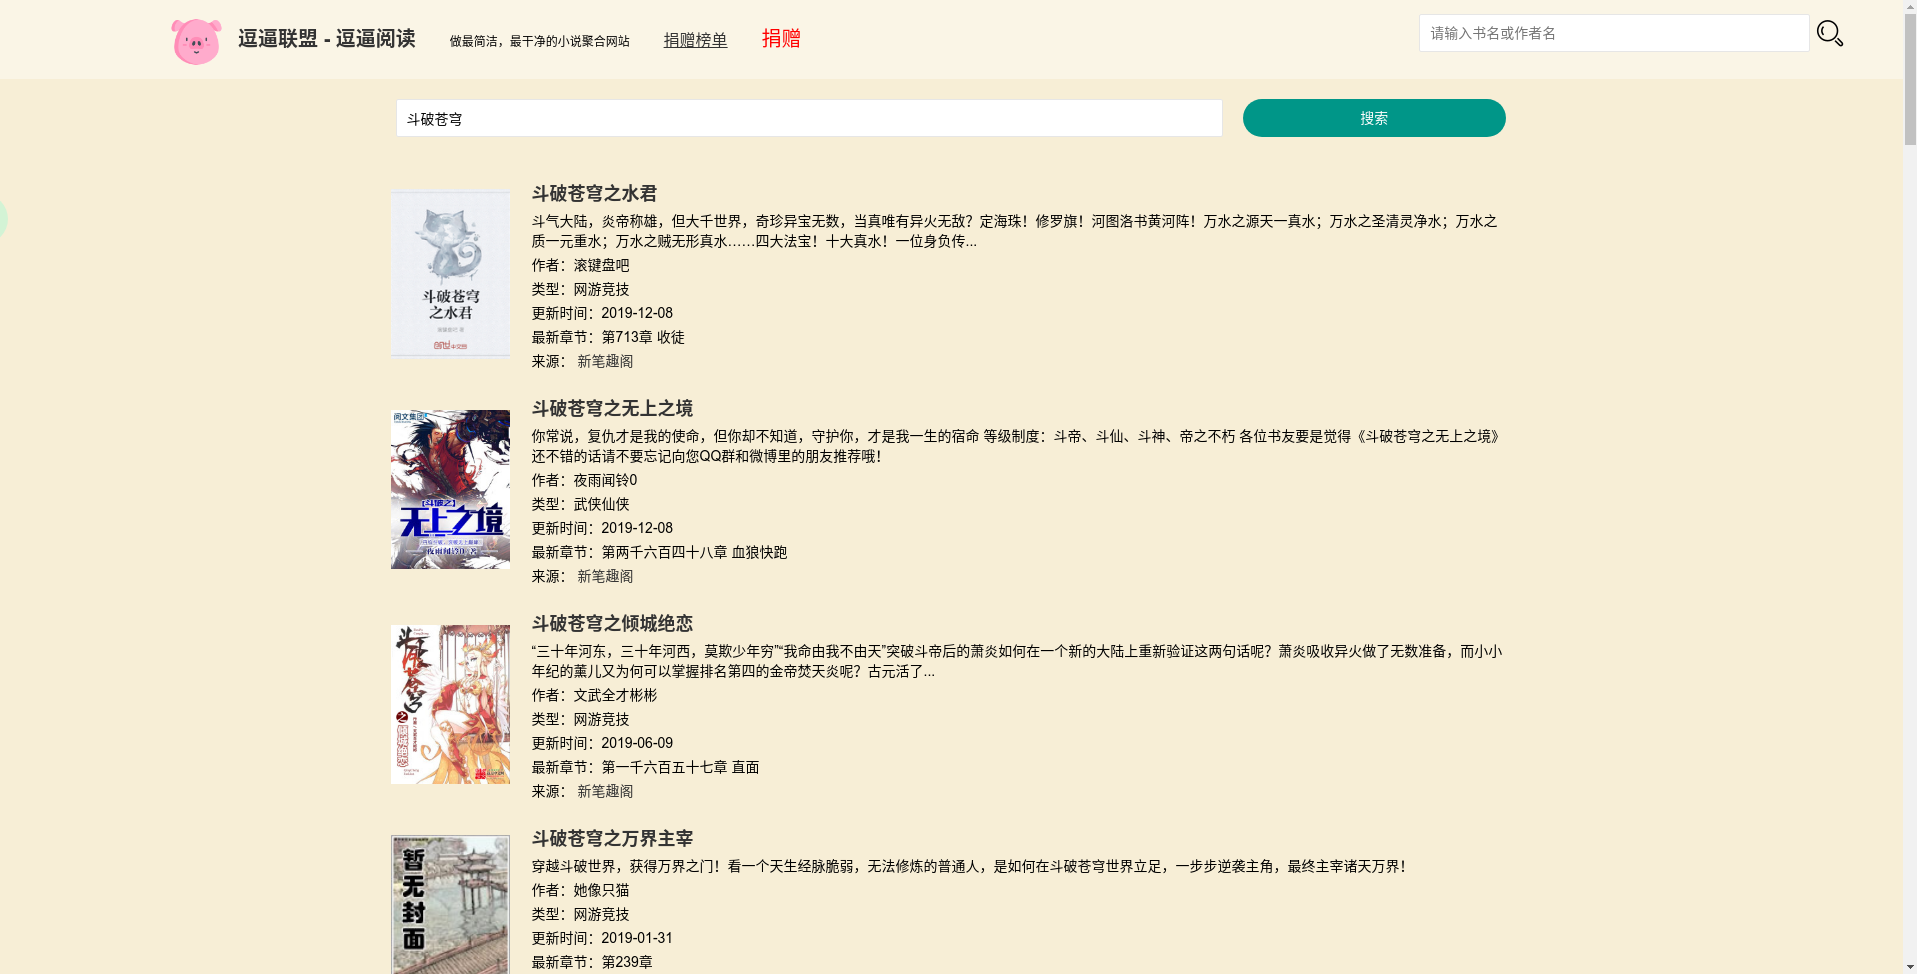 逗逼联盟 - 逗逼阅读
做最简洁，最干净的小说聚合网站
捐赠榜单
捐赠
请输入书名或作者名
斗破苍穹
搜索
斗破苍穹
之水君
斗破苍穹之水君
斗气大陆，炎帝称雄，但大千世界，奇珍异宝无数，当真唯有异火无敌？定海珠！修罗旗！河图洛书黄河阵！万水之源天一真水；万水之圣清灵净水；万水之
质一元重水；万水之贼无形真水……四大法宝！十大真水！一位身负传...
作者：滚键盘吧
类型：网游竞技
更新时间：2019-12-08
最新章节：第713章 收徒
来源： 新笔趣阁
阅文集团
【斗破之】
无上之境
夜雨闻铃0 著
斗破苍穹之无上之境
你常说，复仇才是我的使命，但你却不知道，守护你，才是我一生的宿命 等级制度：斗帝、斗仙、斗神、帝之不朽 各位书友要是觉得《斗破苍穹之无上之境》
还不错的话请不要忘记向您QQ群和微博里的朋友推荐哦！
作者：夜雨闻铃0
类型：武侠仙侠
更新时间：2019-12-08
最新章节：第两千六百四十八章 血狼快跑
来源： 新笔趣阁
斗破苍穹
之
倾城绝恋
斗破苍穹之倾城绝恋
“三十年河东，三十年河西，莫欺少年穷”“我命由我不由天”突破斗帝后的萧炎如何在一个新的大陆上重新验证这两句话呢？萧炎吸收异火做了无数准备，而小小
年纪的薰儿又为何可以掌握排名第四的金帝焚天炎呢？古元活了...
作者：文武全才彬彬
类型：网游竞技
更新时间：2019-06-09
最新章节：第一千六百五十七章 直面
来源： 新笔趣阁
暂无封面
斗破苍穹之万界主宰
穿越斗破世界，获得万界之门！看一个天生经脉脆弱，无法修炼的普通人，是如何在斗破苍穹世界立足，一步步逆袭主角，最终主宰诸天万界！
作者：她像只猫
类型：网游竞技
更新时间：2019-01-31
最新章节：第239章